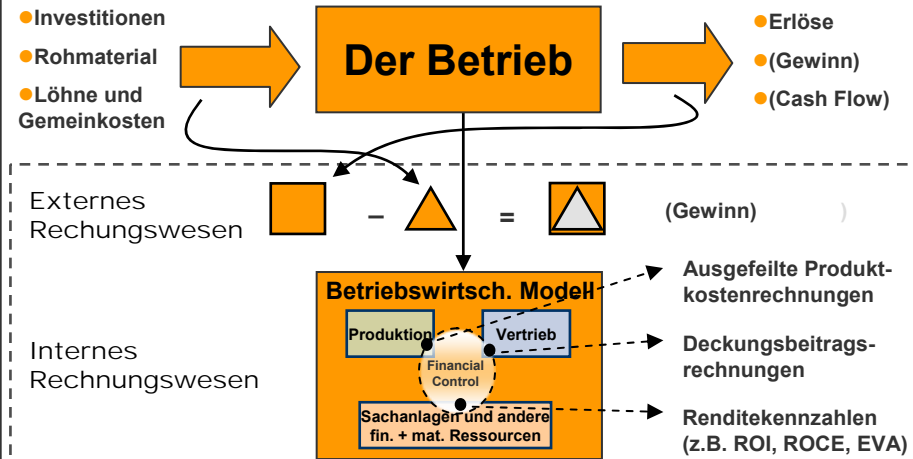 ●Investitionen
●Rohmaterial
●Löhne und
Gemeinkosten
Der Betrieb
●Erlöse
●(Gewinn)
●(Cash Flow)
Externes
Rechungswesen
–
=
(Gewinn) )
Betriebswirtsch. Modell
Produktion
Vertrieb
Financial
Control
Sachanlagen und andere
fin. + mat. Ressourcen
Internes
Rechnungswesen
Ausgefeilte Produkt-
kostenrechnungen
Deckungsbeitrags-
rechnungen
Renditekennzahlen
(z.B. ROI, ROCE, EVA)